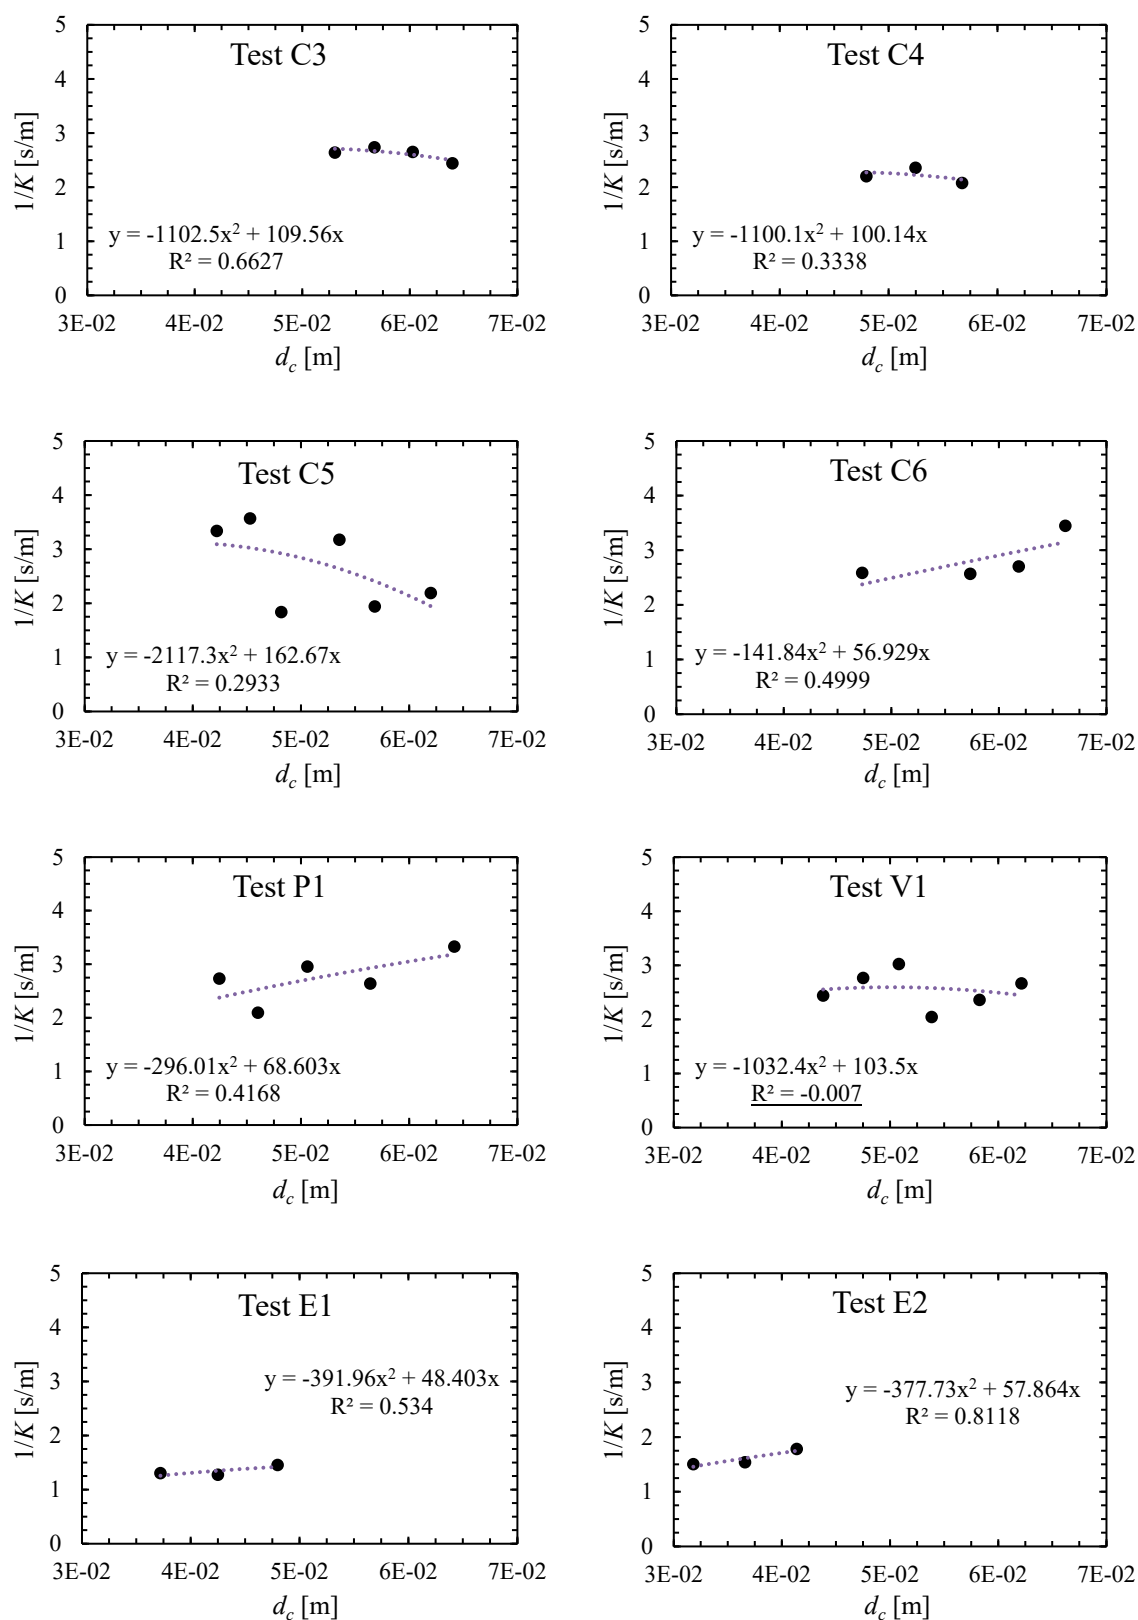 Test C3
5
4
3
2
1
0
1/K [s/m]
y = -1102.5x² + 109.56x
R² = 0.6627
3E-02 4E-02 5E-02 6E-02 7E-02
d_c [m]
Test C4
5
4
3
2
1
0
1/K [s/m]
y = -1100.1x² + 100.14x
R² = 0.3338
3E-02 4E-02 5E-02 6E-02 7E-02
d_c [m]
Test C5
5
4
3
2
1
0
1/K [s/m]
y = -2117.3x² + 162.67x
R² = 0.2933
3E-02 4E-02 5E-02 6E-02 7E-02
d_c [m]
Test C6
5
4
3
2
1
0
1/K [s/m]
y = -141.84x² + 56.929x
R² = 0.4999
3E-02 4E-02 5E-02 6E-02 7E-02
d_c [m]
Test P1
5
4
3
2
1
0
1/K [s/m]
y = -296.01x² + 68.603x
R² = 0.4168
3E-02 4E-02 5E-02 6E-02 7E-02
d_c [m]
Test V1
5
4
3
2
1
0
1/K [s/m]
y = -1032.4x² + 103.5x
R² = -0.007
3E-02 4E-02 5E-02 6E-02 7E-02
d_c [m]
Test E1
5
4
3
2
1
0
1/K [s/m]
y = -391.96x² + 48.403x
R² = 0.534
3E-02 4E-02 5E-02 6E-02 7E-02
d_c [m]
Test E2
5
4
3
2
1
0
1/K [s/m]
y = -377.73x² + 57.864x
R² = 0.8118
3E-02 4E-02 5E-02 6E-02 7E-02
d_c [m]